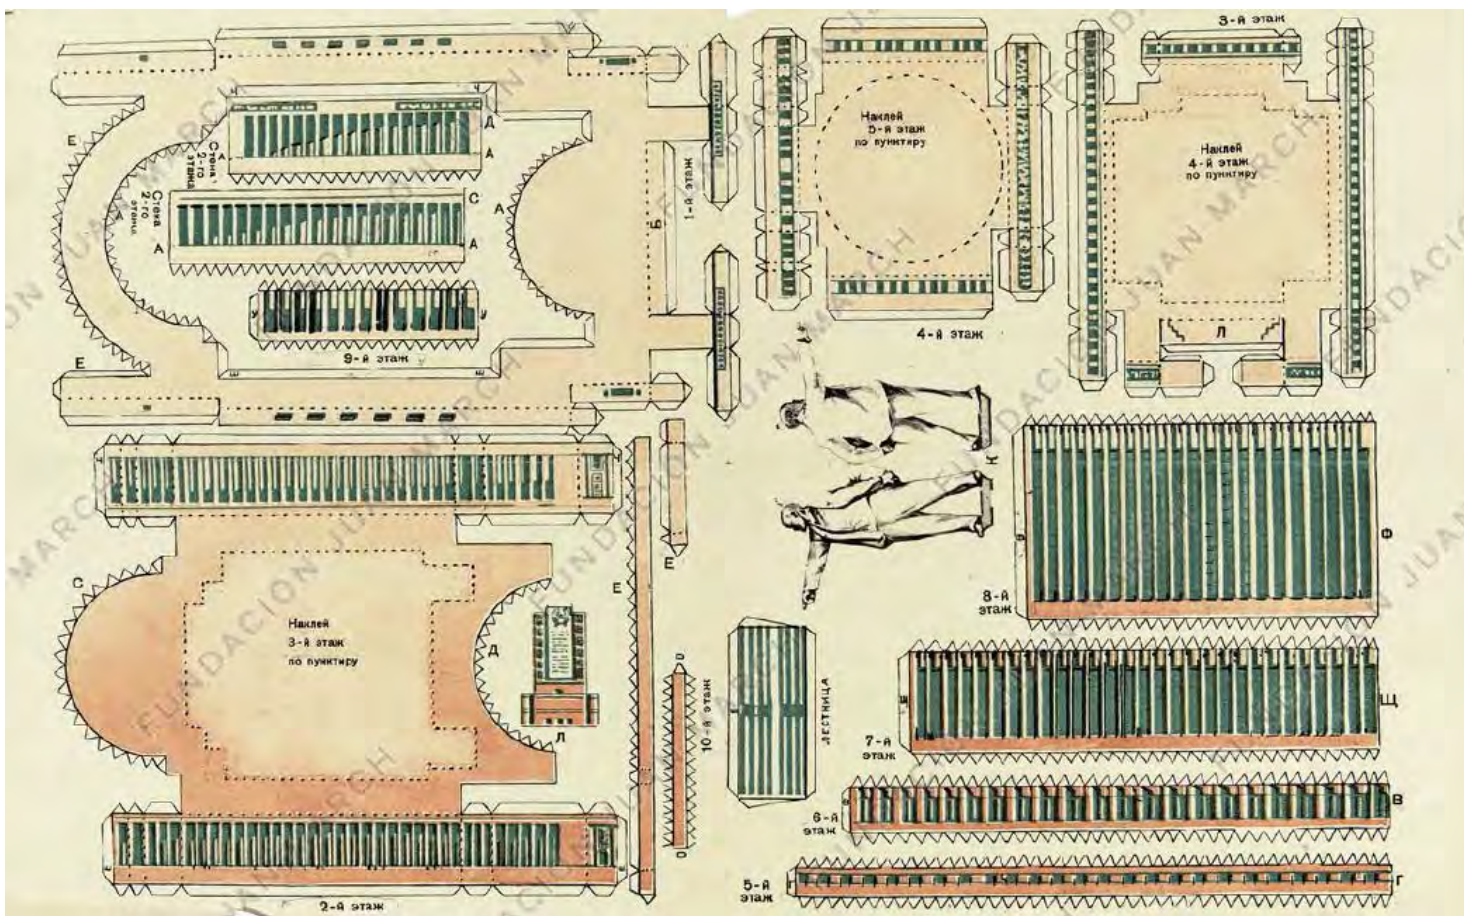 3-й этаж
Наклей
5-й этаж
по пунктиру
Наклей
4-й этаж
по пунктиру
Стена
2-го
этажа
Стена
2-го
этажа
Е
Д
А
А
С
А
А
А
А
Б
1-й этаж
У
У
9-й этаж
4-й этаж
Л
Е
К
Ч
Е
Е
С
Наклей
3-й этаж
по пунктиру
Д
Л
10-й этаж
ЛЕСТНИЦА
8-й
этаж
Ф
Щ
7-й
этаж
6-й
этаж
В
5-й
этаж
Г
2-й этаж
FUNDACION JUAN MARCH